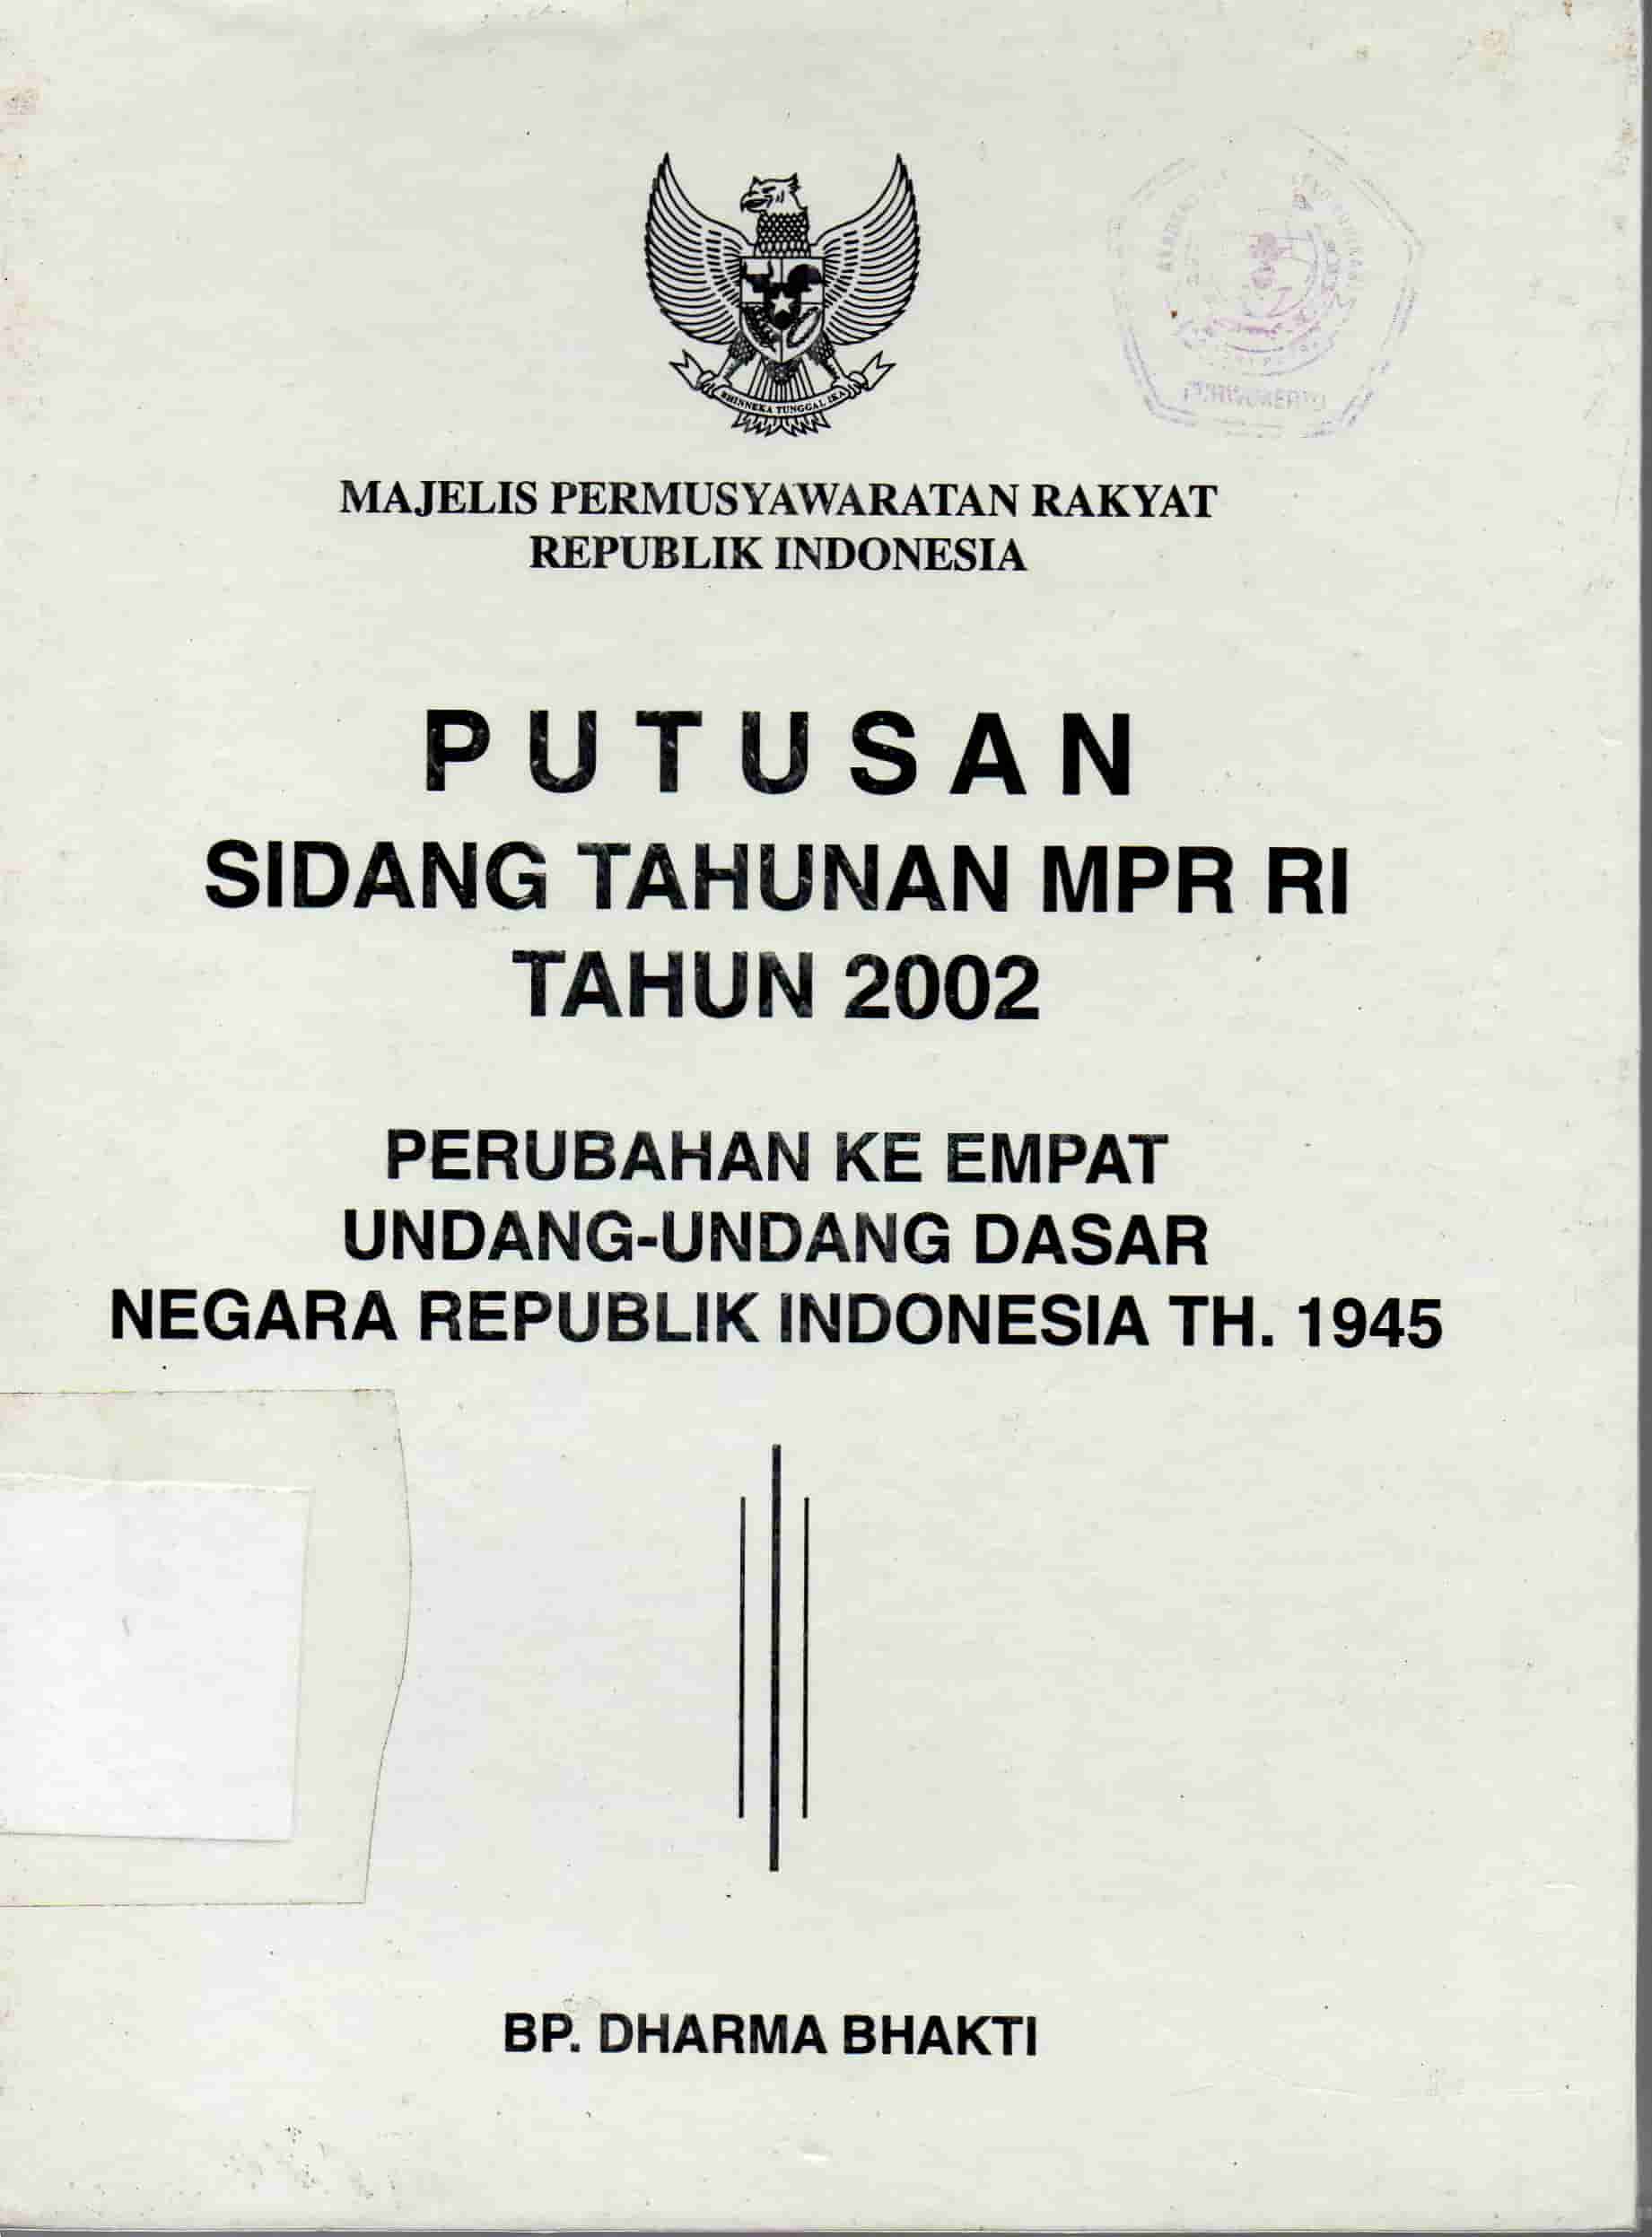 BHINNEKA TUNGGAL IKA
MAJELIS PERMUSYAWARATAN RAKYAT
REPUBLIK INDONESIA
PUTUSAN
SIDANG TAHUNAN MPR RI
TAHUN 2002
PERUBAHAN KE EMPAT
UNDANG-UNDANG DASAR
NEGARA REPUBLIK INDONESIA TH. 1945
BP. DHARMA BHAKTI